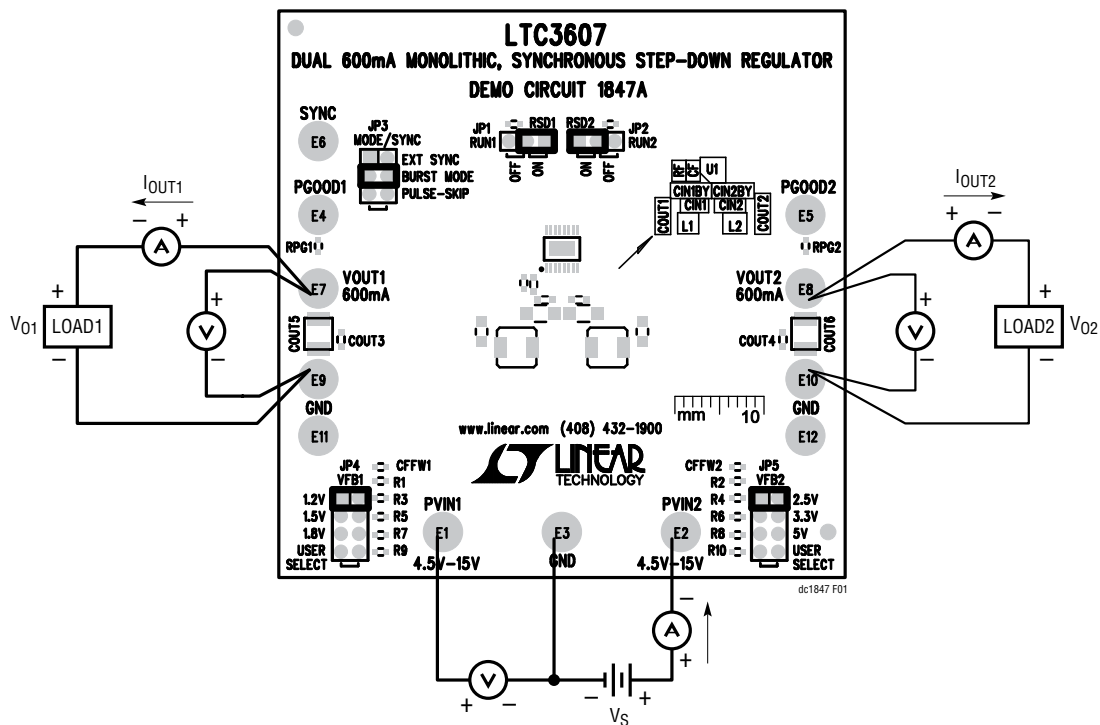 LTC3607
DUAL 600mA MONOLITHIC, SYNCHRONOUS STEP-DOWN REGULATOR
DEMO CIRCUIT 1847A
SYNC
E6
JP3
MODE/SYNC
EXT SYNC
BURST MODE
PULSE-SKIP
JP1
RUN1
RSD1
OFF
ON
RSD2
JP2
RUN2
ON
OFF
RF
CF
U1
CIN1BY
CIN2BY
COUT1
CIN1
CIN2
COUT2
L1
L2
PGOOD1
E4
RPG1
PGOOD2
E5
RPG2
IOUT1
− +
A
IOUT2
+ −
A
E7
VOUT1
600mA
VOUT2
600mA
E8
+
VO1
LOAD1
−
+
V
−
COUT5
COUT3
COUT4
COUT6
+
V
−
+
LOAD2
VO2
−
E9
GND
E11
E10
GND
E12
mm 10
www.linear.com (408) 432-1900
LINEAR
TECHNOLOGY
JP4
VFB1
1.2V
1.5V
1.8V
USER
SELECT
CFFW1
R1
R3
R5
R7
R9
PVIN1
E1
4.5V-15V
E3
GND
PVIN2
E2
4.5V-15V
CFFW2
R2
R4
R6
R8
R10
JP5
VFB2
2.5V
3.3V
5V
USER
SELECT
dc1847 F01
−
A
+
+ V −
− +
VS